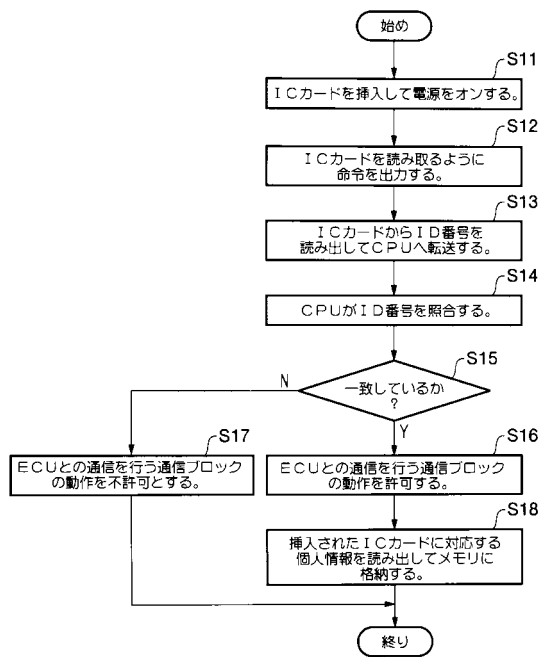 始め
S11
ＩＣカードを挿入して電源をオンする。
S12
ＩＣカードを読み取るように
命令を出力する。
S13
ＩＣカードからＩＤ番号を
読み出してＣＰＵへ転送する。
S14
ＣＰＵがＩＤ番号を照合する。
S15
一致しているか
？
N
Y
S17
ＥＣＵとの通信を行う通信ブロック
の動作を不許可とする。
S16
ＥＣＵとの通信を行う通信ブロック
の動作を許可する。
S18
挿入されたＩＣカードに対応する
個人情報を読み出してメモリに
格納する。
終り